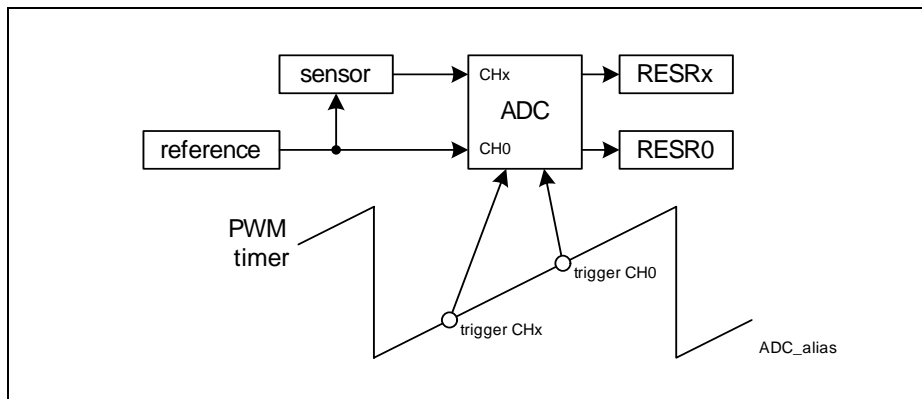 sensor
CHx
RESRx
ADC
reference
CH0
RESR0
PWM
timer
trigger CH0
trigger CHx
ADC_alias